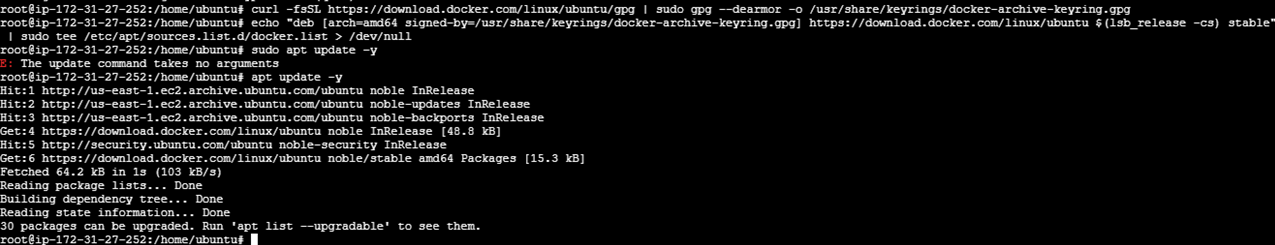 root@ip-172-31-27-252:/home/ubuntu# curl -fsSL https://download.docker.com/linux/ubuntu/gpg | sudo gpg --dearmor -o /usr/share/keyrings/docker-archive-keyring.gpg
root@ip-172-31-27-252:/home/ubuntu# echo "deb [arch=amd64 signed-by=/usr/share/keyrings/docker-archive-keyring.gpg] https://download.docker.com/linux/ubuntu $(lsb_release -cs) stable"
| sudo tee /etc/apt/sources.list.d/docker.list > /dev/null
root@ip-172-31-27-252:/home/ubuntu# sudo apt update –y
E: The update command takes no arguments
root@ip-172-31-27-252:/home/ubuntu# apt update -y
Hit:1 http://us-east-1.ec2.archive.ubuntu.com/ubuntu noble InRelease
Hit:2 http://us-east-1.ec2.archive.ubuntu.com/ubuntu noble-updates InRelease
Hit:3 http://us-east-1.ec2.archive.ubuntu.com/ubuntu noble-backports InRelease
Get:4 https://download.docker.com/linux/ubuntu noble InRelease [48.8 kB]
Hit:5 http://security.ubuntu.com/ubuntu noble-security InRelease
Get:6 https://download.docker.com/linux/ubuntu noble/stable amd64 Packages [15.3 kB]
Fetched 64.2 kB in 1s (103 kB/s)
Reading package lists... Done
Building dependency tree... Done
Reading state information... Done
30 packages can be upgraded. Run 'apt list --upgradable' to see them.
root@ip-172-31-27-252:/home/ubuntu#